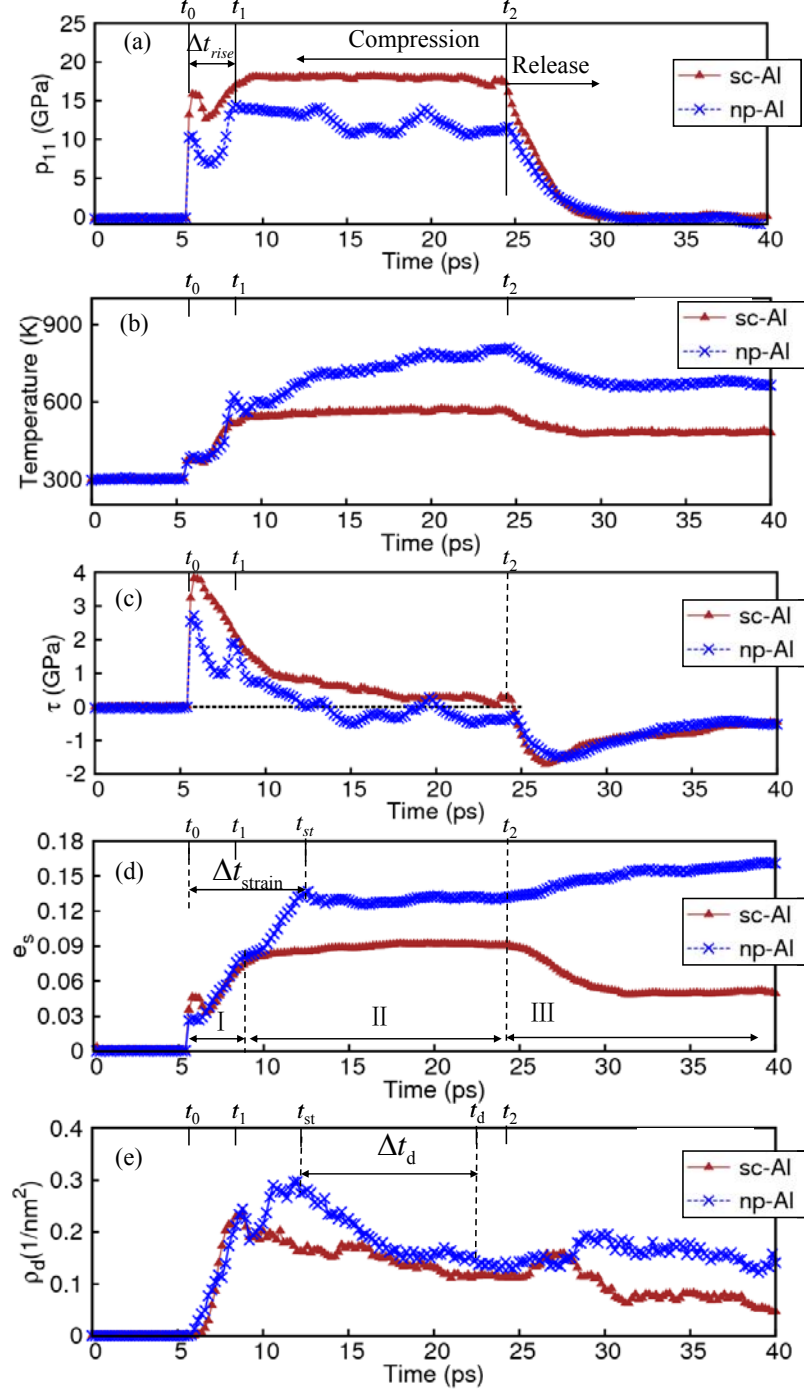 t0 t1 t2
(a)
Δt_rise
Compression
Release
sc-Al
np-Al
25
20
15
10
5
0
p11 (GPa)
0 5 10 15 20 25 30 35 40
Time (ps)
t0 t1 t2
(b)
sc-Al
np-Al
900
600
300
Temperature (K)
0 5 10 15 20 25 30 35 40
Time (ps)
t0 t1 t2
(c)
sc-Al
np-Al
4
3
2
1
0
-1
-2
τ (GPa)
0 5 10 15 20 25 30 35 40
Time (ps)
t0 t1 tst t2
(d)
Δt_strain
sc-Al
np-Al
0.18
0.15
0.12
0.09
0.06
0.03
0
es
I II III
0 5 10 15 20 25 30 35 40
Time (ps)
t0 t1 tst td t2
(e)
Δtd
sc-Al
np-Al
0.4
0.3
0.2
0.1
0
ρd(1/nm²)
0 5 10 15 20 25 30 35 40
Time (ps)